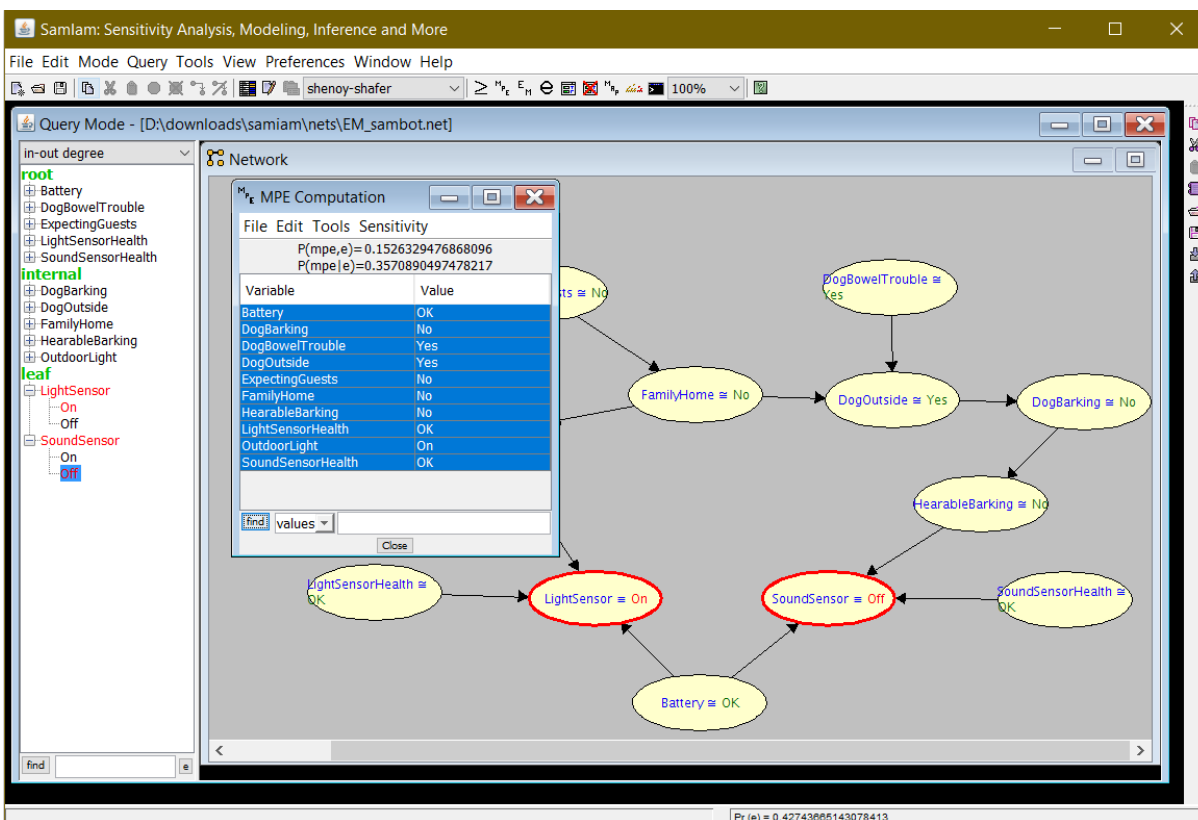 SamIam: Sensitivity Analysis, Modeling, Inference and More
File Edit Mode Query Tools View Preferences Window Help
shenoy-shafer
100%
Query Mode - [D:\downloads\samiam\nets\EM_sambot.net]
in-out degree
root
Battery
DogBowelTrouble
ExpectingGuests
LightSensorHealth
SoundSensorHealth
internal
DogBarking
DogOutside
FamilyHome
HearableBarking
OutdoorLight
leaf
LightSensor
On
Off
SoundSensor
On
Off
find
e
Network
MPE MPE Computation
File Edit Tools Sensitivity
P(mpe,e)=0.1526329476868096
P(mpe|e)=0.3570890497478217
Variable Value
Battery OK
DogBarking No
DogBowelTrouble Yes
DogOutside Yes
ExpectingGuests No
FamilyHome No
HearableBarking No
LightSensorHealth OK
OutdoorLight On
SoundSensorHealth OK
find values
Close
sts ≅ No
DogBowelTrouble ≅
Yes
FamilyHome ≅ No
DogOutside ≅ Yes
DogBarking ≅ No
HearableBarking ≅ No
LightSensorHealth ≅
OK
LightSensor = On
SoundSensor = Off
SoundSensorHealth ≅
OK
Battery ≅ OK
Pr (e) = 0.42743665143078413